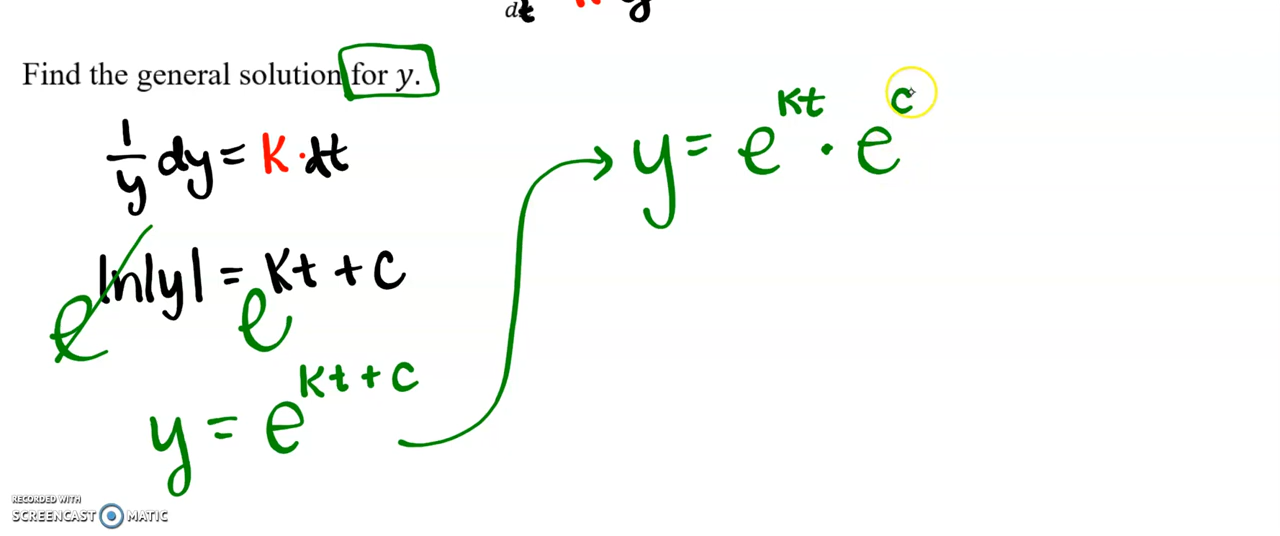 Find the general solution for y.
1/y dy = K · dt
ln|y| = Kt + C
e e
y = e^{Kt + C}
y = e^{Kt} · e^{C}
RECORDED WITH
SCREENCAST MATIC